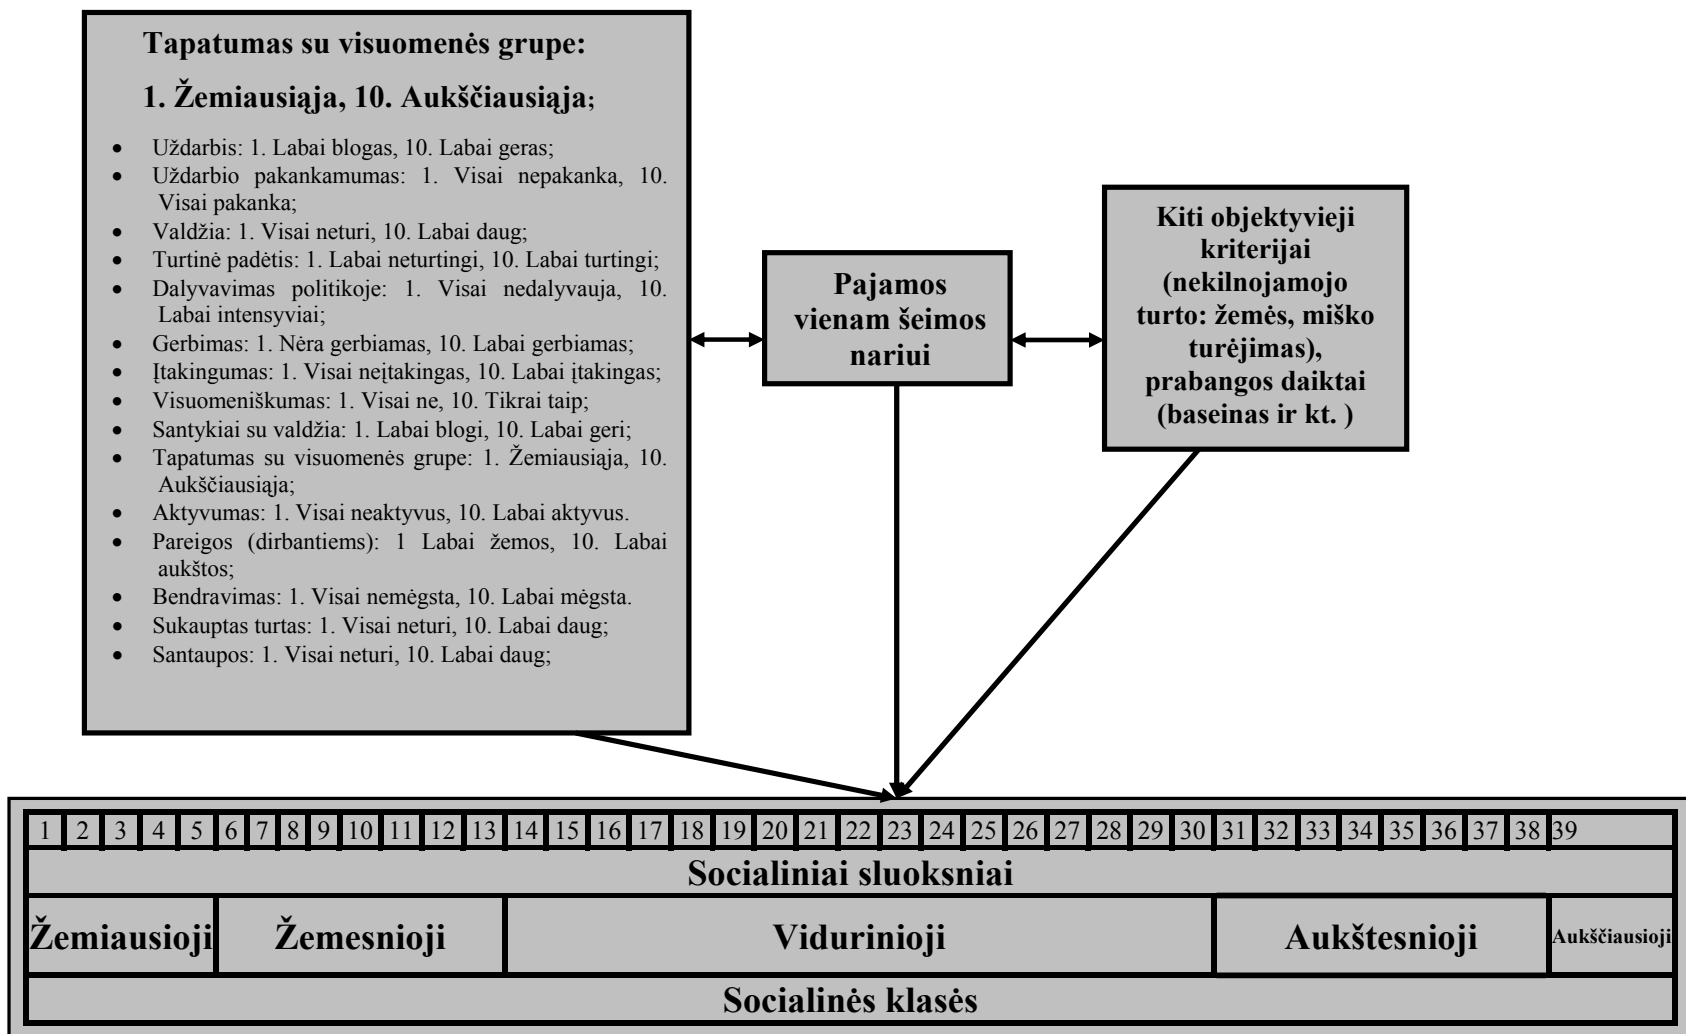 Tapatumas su visuomenės grupe:
1. Žemiausiąja, 10. Aukščiausiąja;
• Uždarbis: 1. Labai blogas, 10. Labai geras;
• Uždarbio pakankamumas: 1. Visai nepakanka, 10.
Visai pakanka;
• Valdžia: 1. Visai neturi, 10. Labai daug;
• Turtinė padėtis: 1. Labai neturtingi, 10. Labai turtingi;
• Dalyvavimas politikoje: 1. Visai nedalyvauja, 10.
Labai intensyviai;
• Gerbimas: 1. Nėra gerbiamas, 10. Labai gerbiamas;
• Įtakingumas: 1. Visai neįtakingas, 10. Labai įtakingas;
• Visuomeniškumas: 1. Visai ne, 10. Tikrai taip;
• Santykiai su valdžia: 1. Labai blogi, 10. Labai geri;
• Tapatumas su visuomenės grupe: 1. Žemiausiąja, 10.
Aukščiausiąja;
• Aktyvumas: 1. Visai neaktyvus, 10. Labai aktyvus.
• Pareigos (dirbantiems): 1 Labai žemos, 10. Labai
aukštos;
• Bendravimas: 1. Visai nemėgsta, 10. Labai mėgsta.
• Sukauptas turtas: 1. Visai neturi, 10. Labai daug;
• Santaupos: 1. Visai neturi, 10. Labai daug;
Pajamos
vienam šeimos
nariui
Kiti objektyvieji
kriterijai
(nekilnojamojo
turto: žemės, miško
turėjimas),
prabangos daiktai
(baseinas ir kt. )
1 2 3 4 5 6 7 8 9 10 11 12 13 14 15 16 17 18 19 20 21 22 23 24 25 26 27 28 29 30 31 32 33 34 35 36 37 38 39
Socialiniai sluoksniai
Žemiausioji Žemesnioji Vidurinioji Aukštesnioji Aukščiausioji
Socialinės klasės